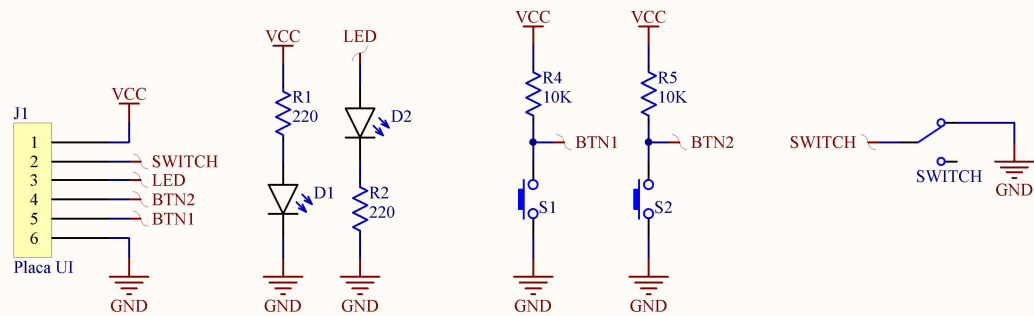 J1
VCC
1
2
SWITCH
3
LED
4
BTN2
5
BTN1
6
Placa UI
GND
VCC
R1
220
D1
GND
LED
D2
R2
220
GND
VCC
R4
10K
BTN1
S1
GND
VCC
R5
10K
BTN2
S2
GND
SWITCH
SWITCH
GND